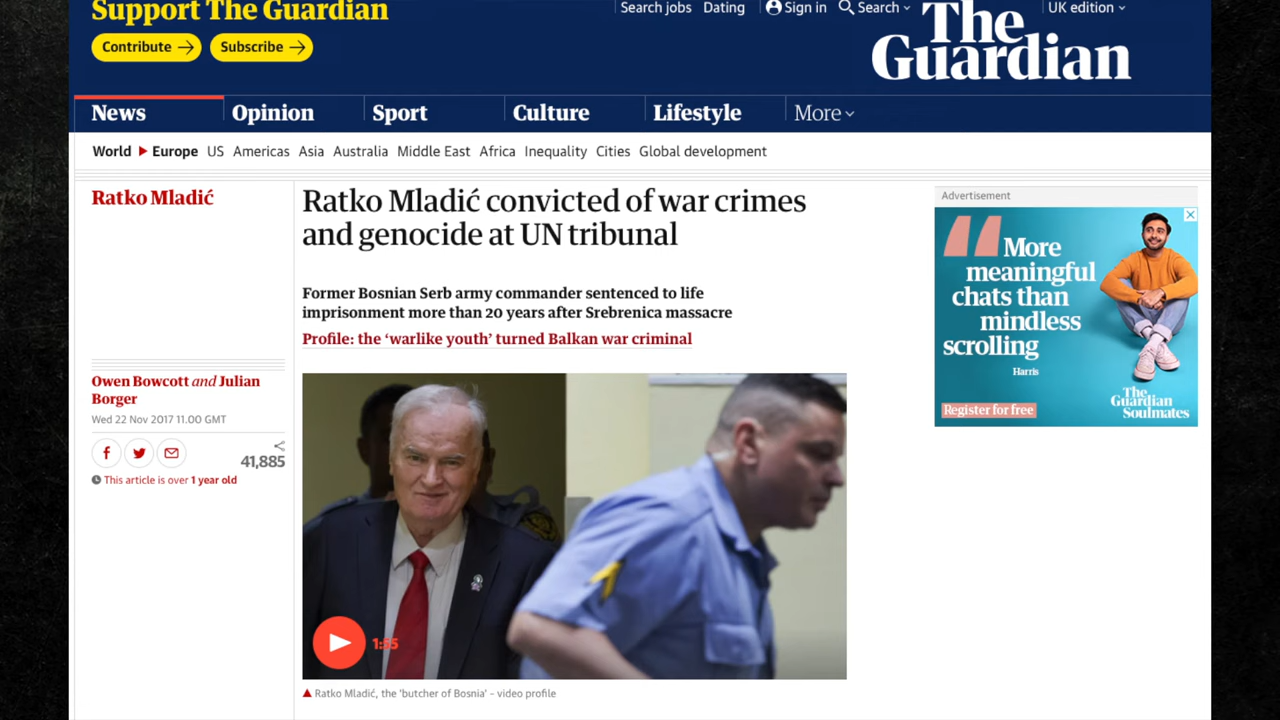 Support The Guardian
Search jobs Dating Sign in Search UK edition
Contribute → Subscribe →
The
Guardian
News Opinion Sport Culture Lifestyle More
World Europe US Americas Asia Australia Middle East Africa Inequality Cities Global development
Ratko Mladić
Ratko Mladić convicted of war crimes
and genocide at UN tribunal
Former Bosnian Serb army commander sentenced to life
imprisonment more than 20 years after Srebrenica massacre
Profile: the ‘warlike youth’ turned Balkan war criminal
Owen Bowcott and Julian
Borger
Wed 22 Nov 2017 11.00 GMT
41,885
This article is over 1 year old
1:55
Ratko Mladić, the 'butcher of Bosnia' – video profile
Advertisement
“More
meaningful
chats than
mindless
scrolling
Harris
Register for free
The
Guardian
Soulmates